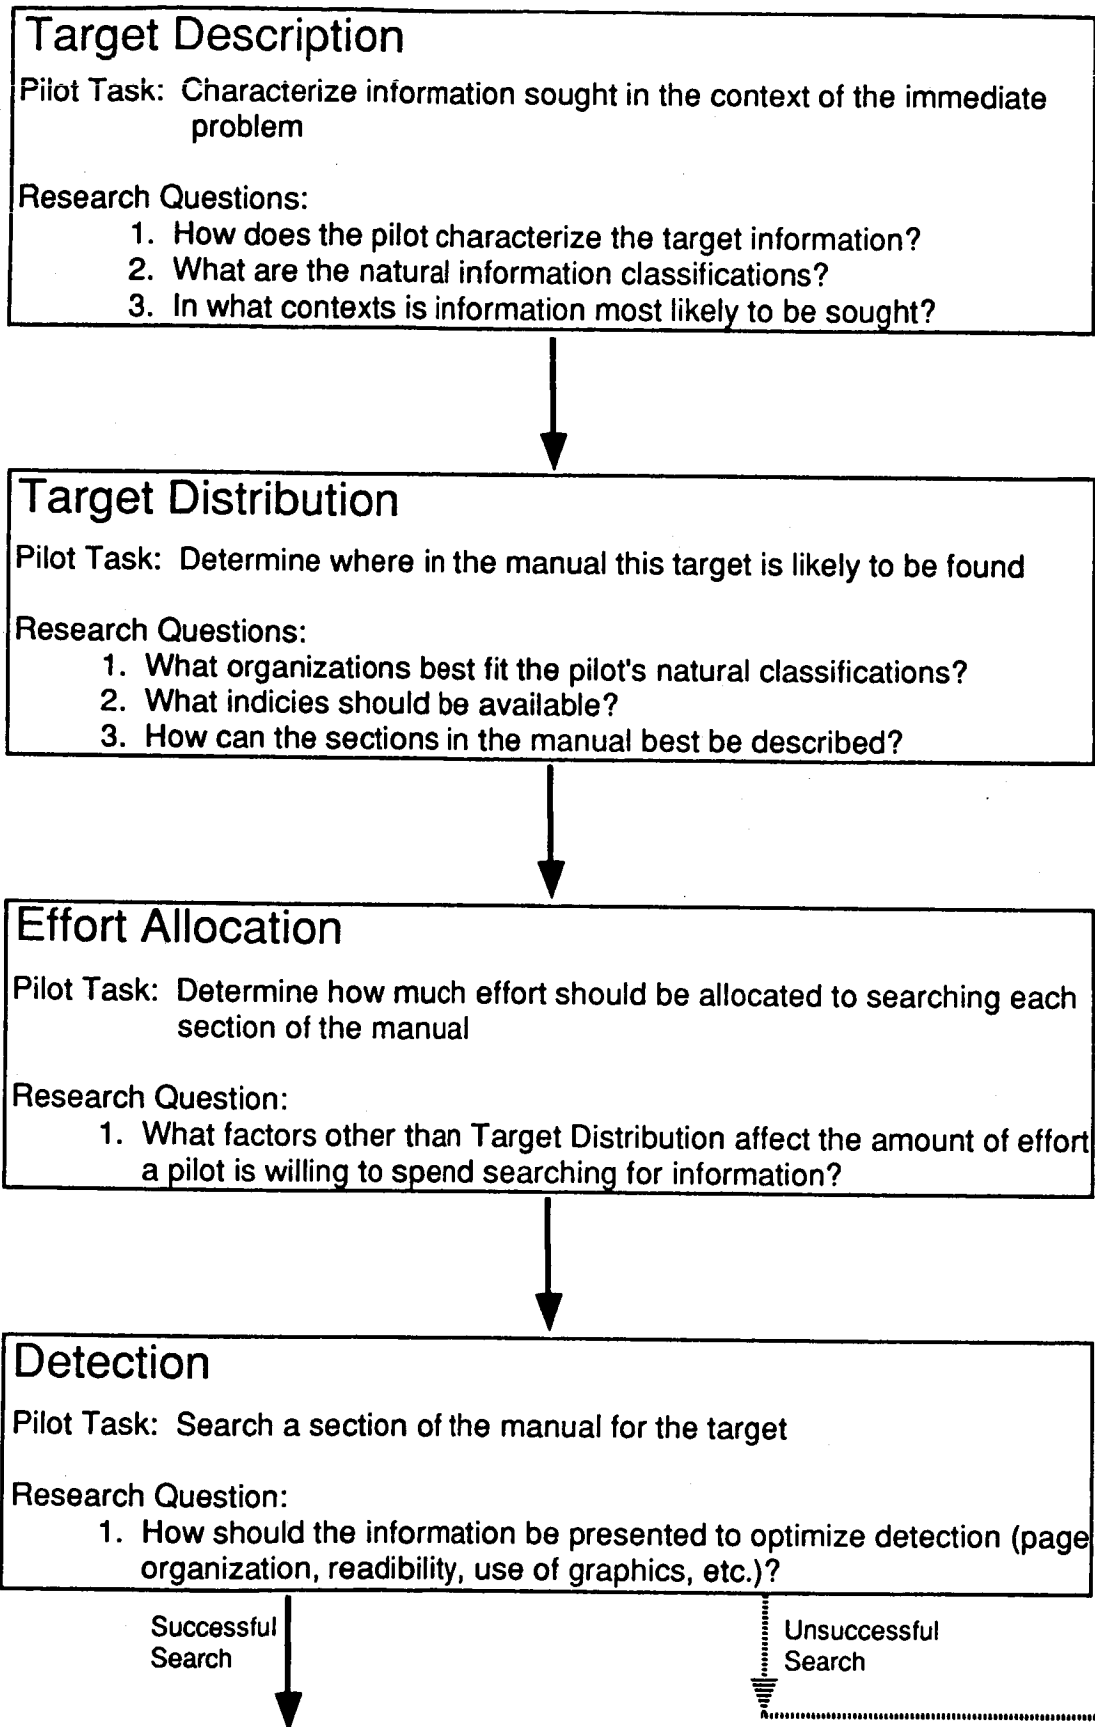 Target Description
Pilot Task: Characterize information sought in the context of the immediate
problem
Research Questions:
1. How does the pilot characterize the target information?
2. What are the natural information classifications?
3. In what contexts is information most likely to be sought?
Target Distribution
Pilot Task: Determine where in the manual this target is likely to be found
Research Questions:
1. What organizations best fit the pilot's natural classifications?
2. What indicies should be available?
3. How can the sections in the manual best be described?
Effort Allocation
Pilot Task: Determine how much effort should be allocated to searching each
section of the manual
Research Question:
1. What factors other than Target Distribution affect the amount of effort
a pilot is willing to spend searching for information?
Detection
Pilot Task: Search a section of the manual for the target
Research Question:
1. How should the information be presented to optimize detection (page
organization, readibility, use of graphics, etc.)?
Successful
Search
Unsuccessful
Search